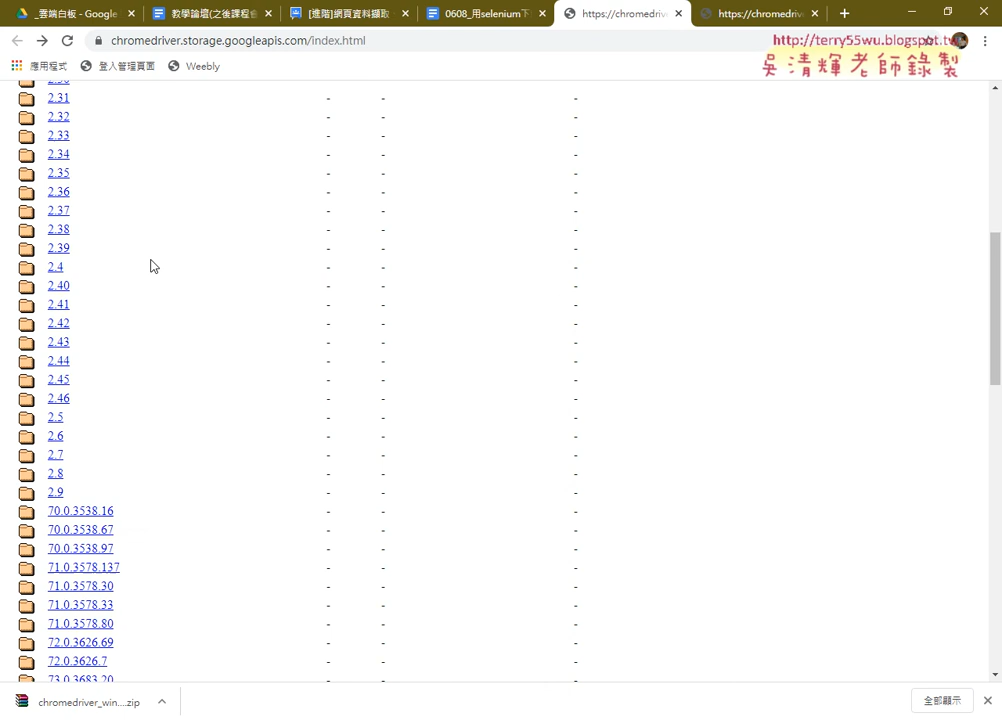 _雲端白板 - Google
教學論壇(之後課程會
[進階]網頁資料擷取
0608_用selenium下
https://chromedriv
https://chromedriv
chromedriver.storage.googleapis.com/index.html
http://terry55wu.blogspot.tw
吳清輝老師錄製
應用程式
登入管理頁面
Weebly
2.31 - - -
2.32 - - -
2.33 - - -
2.34 - - -
2.35 - - -
2.36 - - -
2.37 - - -
2.38 - - -
2.39 - - -
2.4 - - -
2.40 - - -
2.41 - - -
2.42 - - -
2.43 - - -
2.44 - - -
2.45 - - -
2.46 - - -
2.5 - - -
2.6 - - -
2.7 - - -
2.8 - - -
2.9 - - -
70.0.3538.16 - - -
70.0.3538.67 - - -
70.0.3538.97 - - -
71.0.3578.137 - - -
71.0.3578.30 - - -
71.0.3578.33 - - -
71.0.3578.80 - - -
72.0.3626.69 - - -
72.0.3626.7 - - -
73.0.3683.20 - - -
chromedriver_win....zip
全部顯示